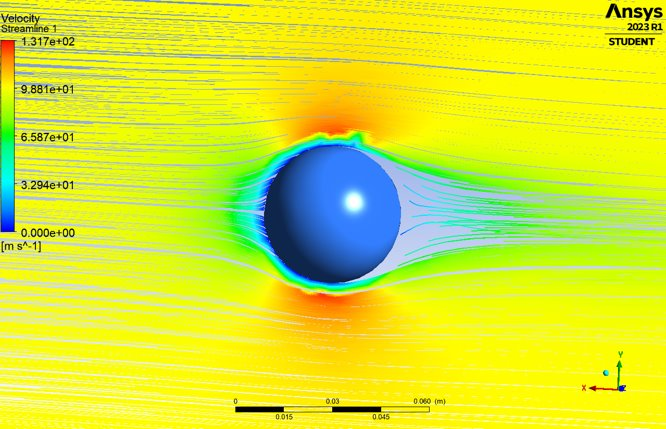 Velocity
Streamline 1
1.317e+02
9.881e+01
6.587e+01
3.294e+01
0.000e+00
[m s^-1]
Ansys
2023 R1
STUDENT
Y
X
Z
0 0.03 0.060 (m)
0.015 0.045